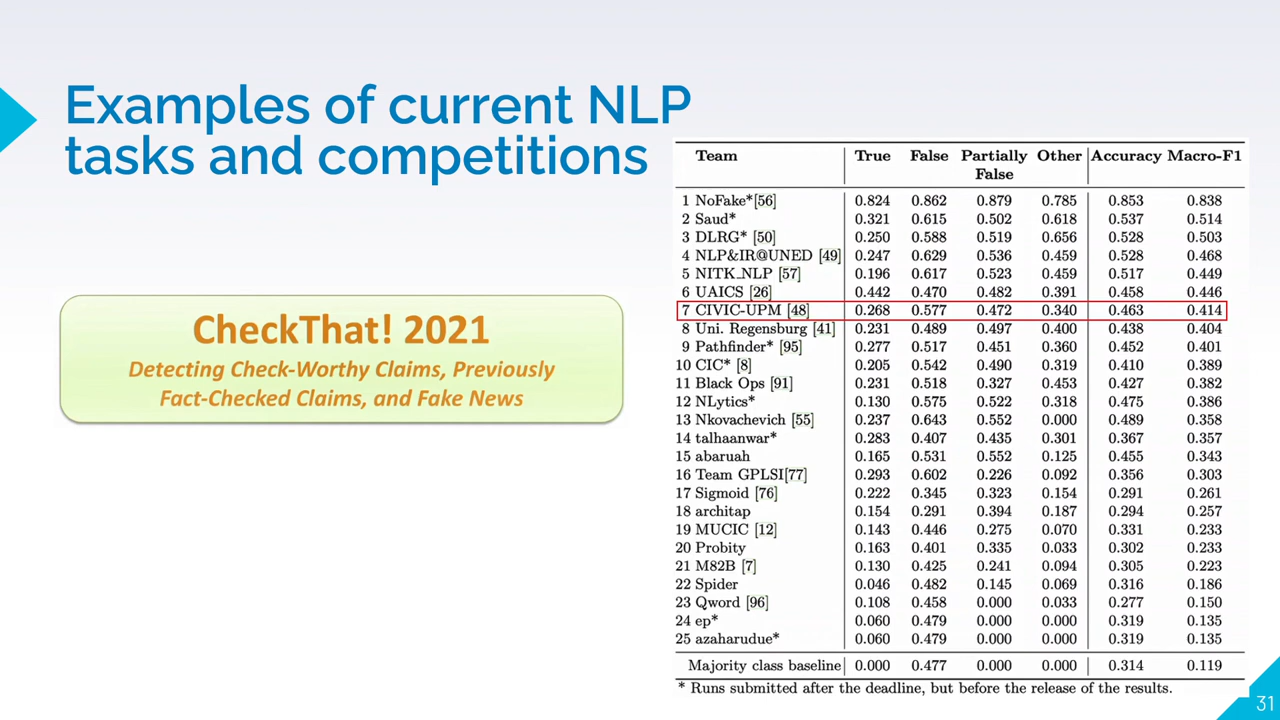 Examples of current NLP
tasks and competitions
CheckThat! 2021
Detecting Check-Worthy Claims, Previously
Fact-Checked Claims, and Fake News
Team True False Partially False Other Accuracy Macro-F1
1 NoFake*[56] 0.824 0.862 0.879 0.785 0.853 0.838
2 Saud* 0.321 0.615 0.502 0.618 0.537 0.514
3 DLRG* [50] 0.250 0.588 0.519 0.656 0.528 0.503
4 NLP&IR@UNED [49] 0.247 0.629 0.536 0.459 0.528 0.468
5 NITK_NLP [57] 0.196 0.617 0.523 0.459 0.517 0.449
6 UAICS [26] 0.442 0.470 0.482 0.391 0.458 0.446
7 CIVIC-UPM [48] 0.268 0.577 0.472 0.340 0.463 0.414
8 Uni. Regensburg [41] 0.231 0.489 0.497 0.400 0.438 0.404
9 Pathfinder* [95] 0.277 0.517 0.451 0.360 0.452 0.401
10 CIC* [8] 0.205 0.542 0.490 0.319 0.410 0.389
11 Black Ops [91] 0.231 0.518 0.327 0.453 0.427 0.382
12 NLytics* 0.130 0.575 0.522 0.318 0.475 0.386
13 Nkovachevich [55] 0.237 0.643 0.552 0.000 0.489 0.358
14 talhaanwar* 0.283 0.407 0.435 0.301 0.367 0.357
15 abaruah 0.165 0.531 0.552 0.125 0.455 0.343
16 Team GPLSI[77] 0.293 0.602 0.226 0.092 0.356 0.303
17 Sigmoid [76] 0.222 0.345 0.323 0.154 0.291 0.261
18 architap 0.154 0.291 0.394 0.187 0.294 0.257
19 MUCIC [12] 0.143 0.446 0.275 0.070 0.331 0.233
20 Probity 0.163 0.401 0.335 0.033 0.302 0.233
21 M82B [7] 0.130 0.425 0.241 0.094 0.305 0.223
22 Spider 0.046 0.482 0.145 0.069 0.316 0.186
23 Qword [96] 0.108 0.458 0.000 0.033 0.277 0.150
24 ep* 0.060 0.479 0.000 0.000 0.319 0.135
25 azaharudue* 0.060 0.479 0.000 0.000 0.319 0.135
Majority class baseline 0.000 0.477 0.000 0.000 0.314 0.119
* Runs submitted after the deadline, but before the release of the results.
31